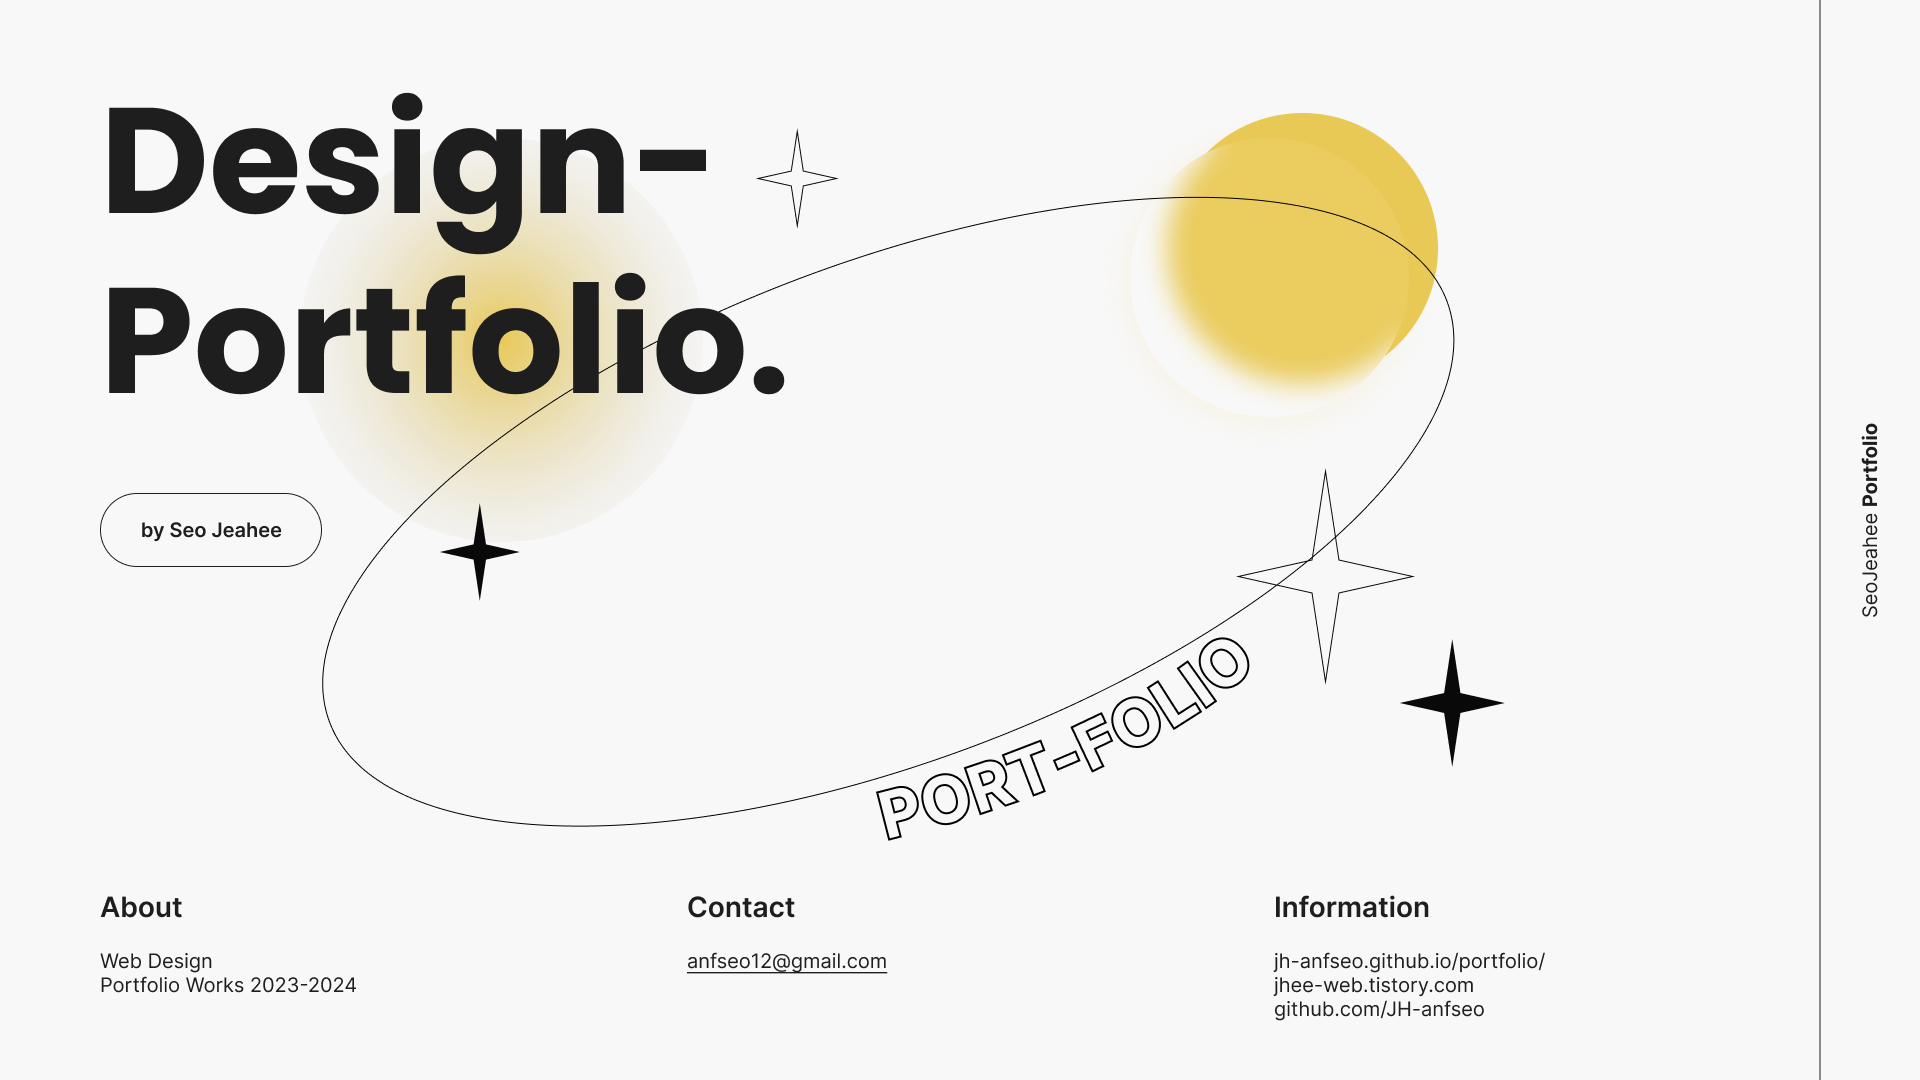 Design-
Portfolio.
by Seo Jeahee
PORT-FOLIO
About
Web Design
Portfolio Works 2023-2024
Contact
anfseo12@gmail.com
Information
jh-anfseo.github.io/portfolio/
jhee-web.tistory.com
github.com/JH-anfseo
SeoJeahee Portfolio